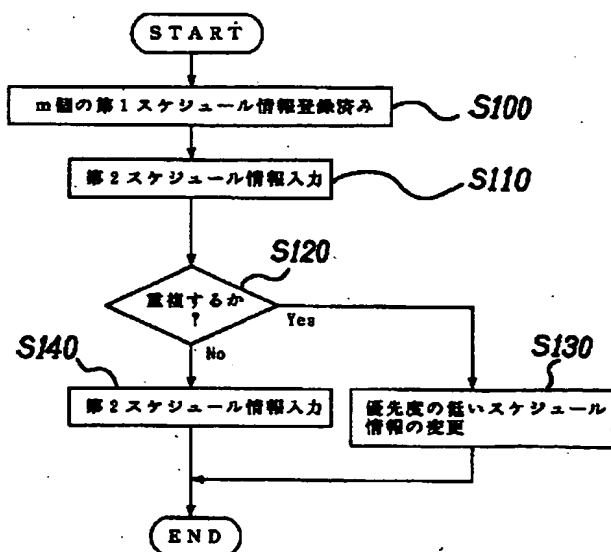 START
m個の第1スケジュール情報登録済み
S100
第2スケジュール情報入力
S110
S120
重複するか
?
Yes
No
S140
S130
第2スケジュール情報入力
優先度の低いスケジュール
情報の変更
END